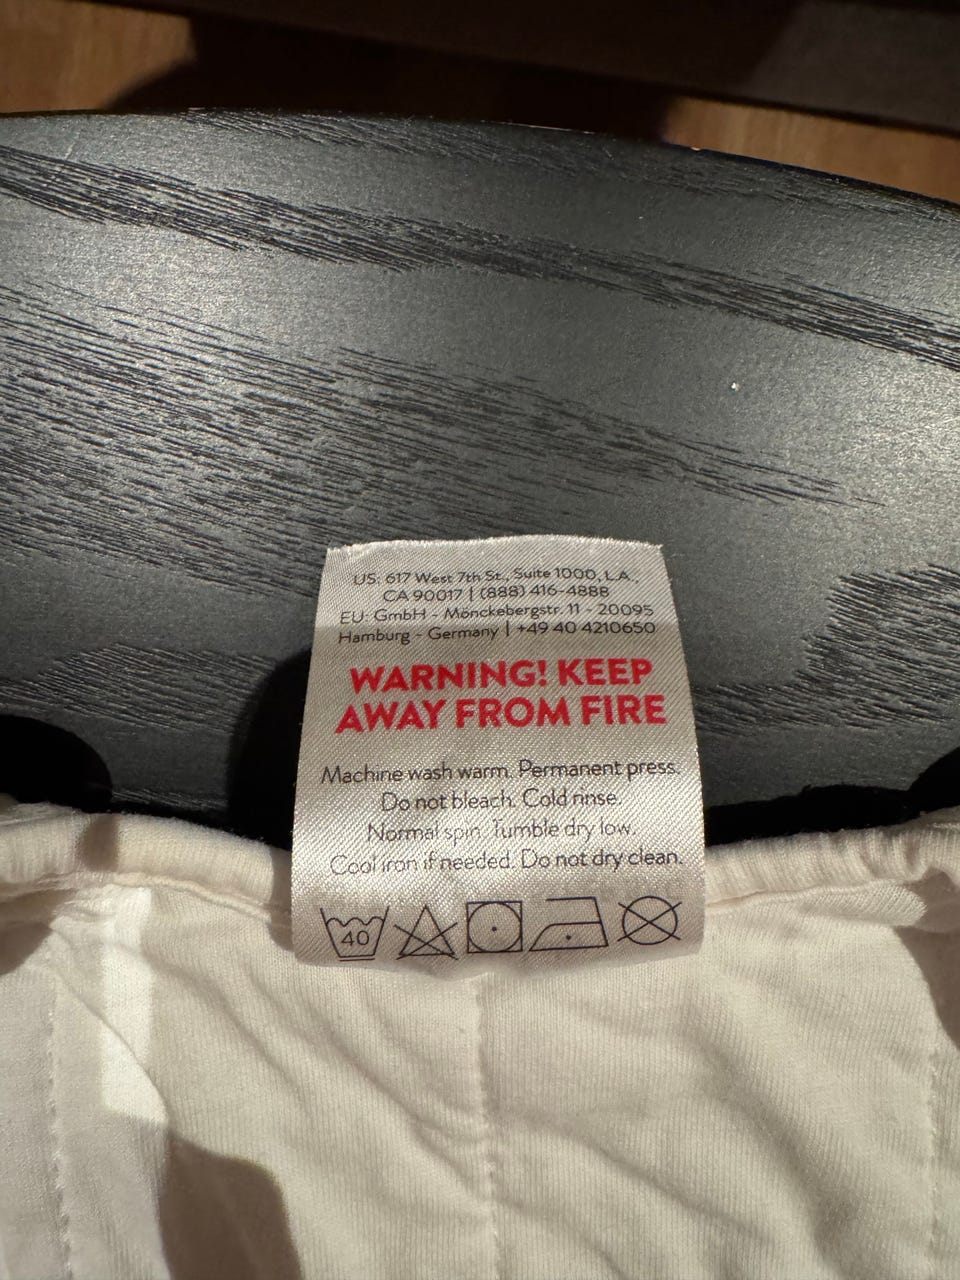 US: 617 West 7th St., Suite 1000, L.A.,
CA 90017 | (888) 416-4888
EU: GmbH - Mönckebergstr. 11 - 20095
Hamburg - Germany | +49 40 4210650
WARNING! KEEP
AWAY FROM FIRE
Machine wash warm. Permanent press.
Do not bleach. Cold rinse.
Normal spin. Tumble dry low.
Cool iron if needed. Do not dry clean.
40